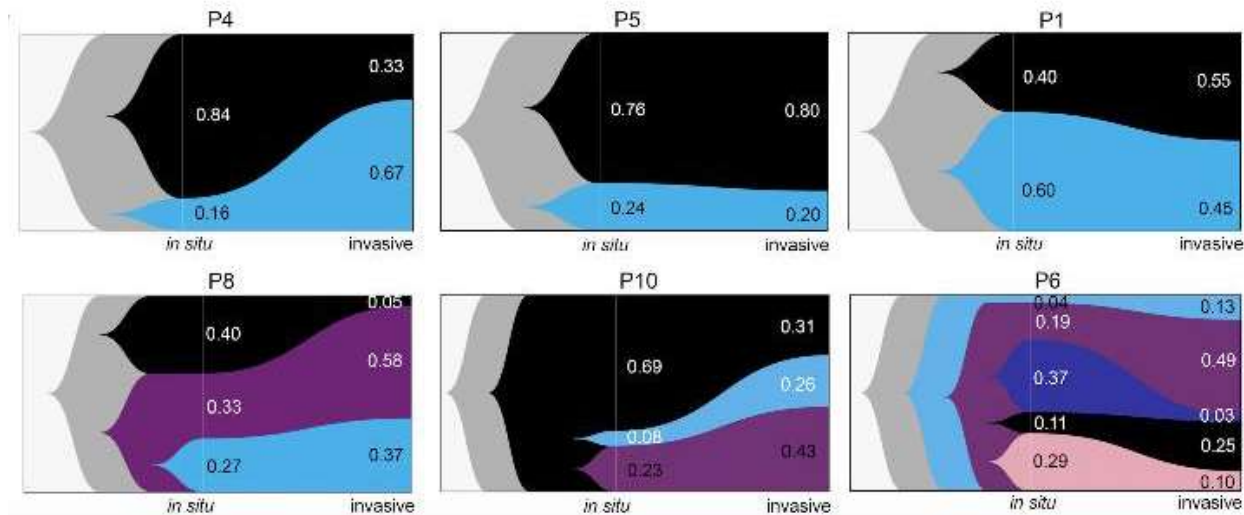 P4
0.33
0.84
0.67
0.16
in situ
invasive
P5
0.76
0.80
0.24
0.20
in situ
invasive
P1
0.40
0.55
0.60
0.45
in situ
invasive
P8
0.05
0.40
0.58
0.33
0.27
0.37
in situ
invasive
P10
0.31
0.69
0.26
0.08
0.43
0.23
in situ
invasive
P6
0.04
0.13
0.19
0.49
0.37
0.03
0.11
0.25
0.29
0.10
in situ
invasive